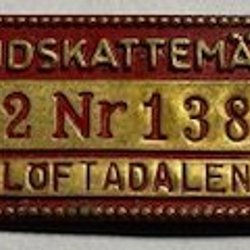 NDSKATTEMÄ
2 Nr 138
LÖFTADALEN